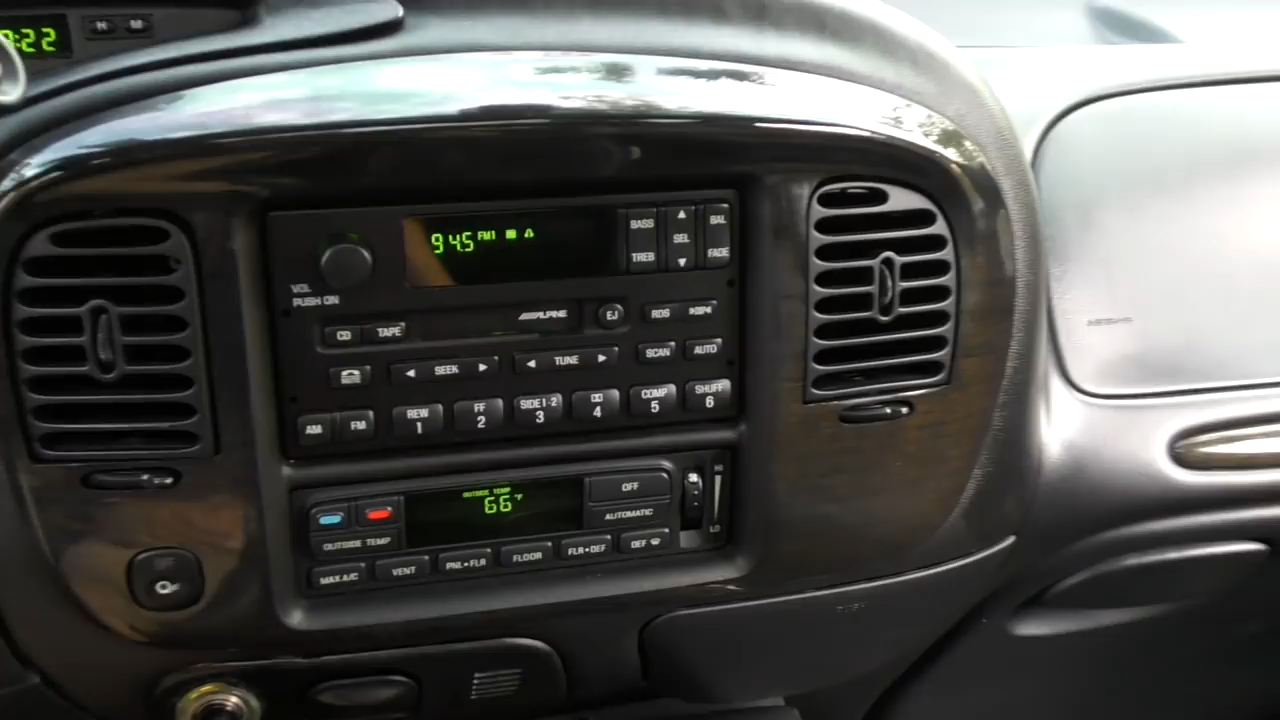 :22
H M
94.5 FM1
BASS
TREB
▲
SEL
▼
BAL
FADE
VOL
PUSH ON
CD TAPE
ALPINE
EJ
RDS
◄ SEEK ►
◄ TUNE ►
SCAN AUTO
AM FM
REW
1
FF
2
SIDE 1-2
3
4
COMP
5
SHUFF
6
OUTSIDE TEMP
66°F
OFF
AUTOMATIC
HI
LO
OUTSIDE TEMP
MAX A/C VENT PNL•FLR FLOOR FLR•DEF DEF